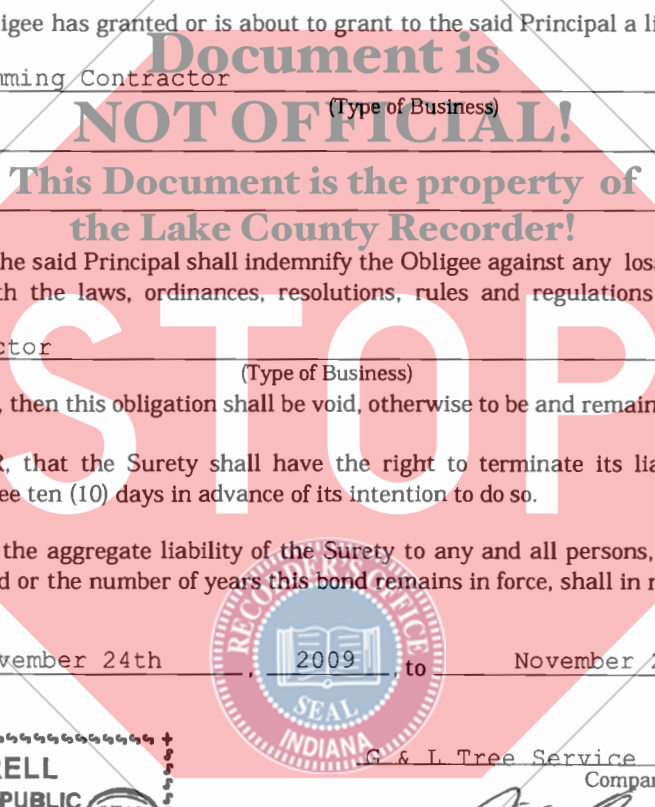 igee has granted or is about to grant to the said Principal a li
Document is
ming Contractor
(Type of Business)
NOT OFFICIAL!
This Document is the property of
the Lake County Recorder!
he said Principal shall indemnify the Obligee against any loss
th the laws, ordinances, resolutions, rules and regulations
STOP
ctor
(Type of Business)
, then this obligation shall be void, otherwise to be and remain
R, that the Surety shall have the right to terminate its lia
ee ten (10) days in advance of its intention to do so.
the aggregate liability of the Surety to any and all persons,
d or the number of years this bond remains in force, shall in n
RECORDER'S OFFICE
vember 24th , 2009 , to November 2
SEAL
INDIANA
G & L Tree Service
RELL
Compan
PUBLIC